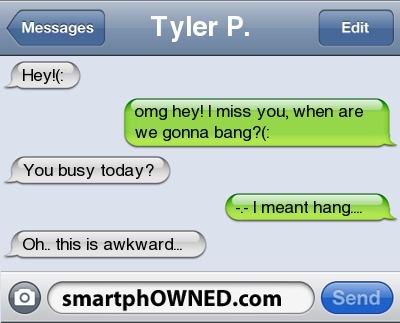 Messages
Tyler P.
Edit
Hey!(:
omg hey! I miss you, when are
we gonna bang?(:
You busy today?
-.- I meant hang....
Oh.. this is awkward...
smartphOWNED.com
Send